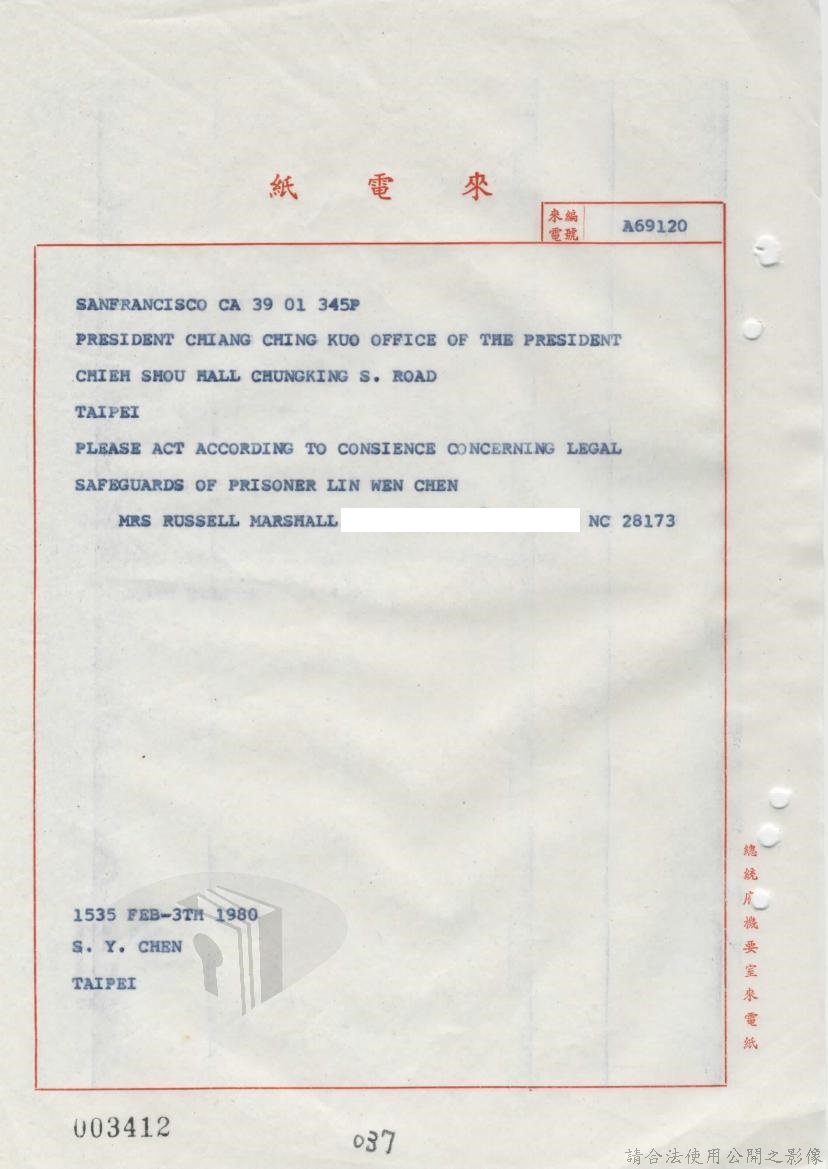 紙電來
來電編號 A69120
SANFRANCISCO CA 39 01 345P
PRESIDENT CHIANG CHING KUO OFFICE OF THE PRESIDENT
CHIEH SHOU HALL CHUNGKING S. ROAD
TAIPEI
PLEASE ACT ACCORDING TO CONSIENCE CONCERNING LEGAL
SAFEGUARDS OF PRISONER LIN WEN CHEN
MRS RUSSELL MARSHALL NC 28173
1535 FEB-3TH 1980
S. Y. CHEN
TAIPEI
總統府機要室來電紙
003412
037
請合法使用公開之影像